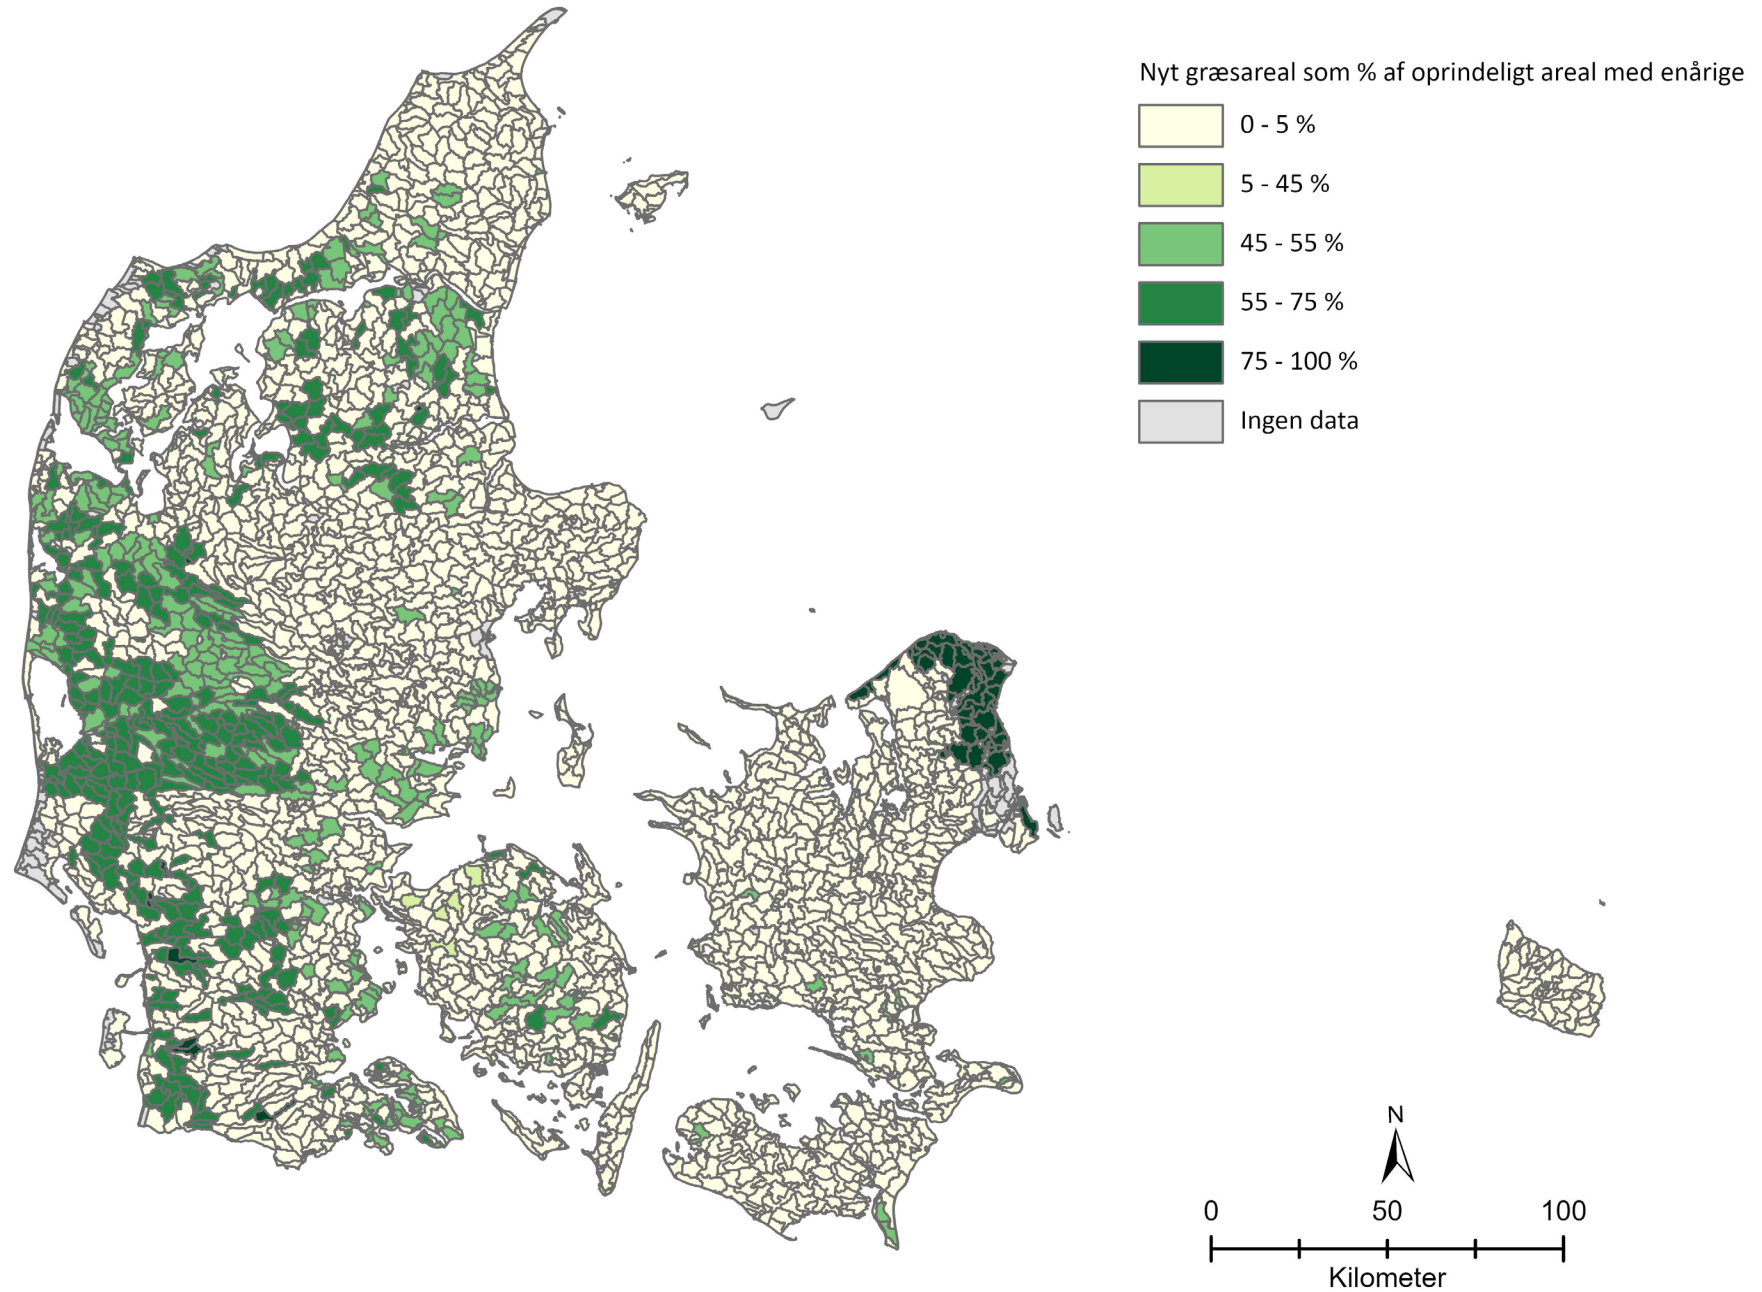 Nyt græsareal som % af oprindeligt areal med enårige
0 - 5 %
5 - 45 %
45 - 55 %
55 - 75 %
75 - 100 %
Ingen data
N
0 50 100
Kilometer